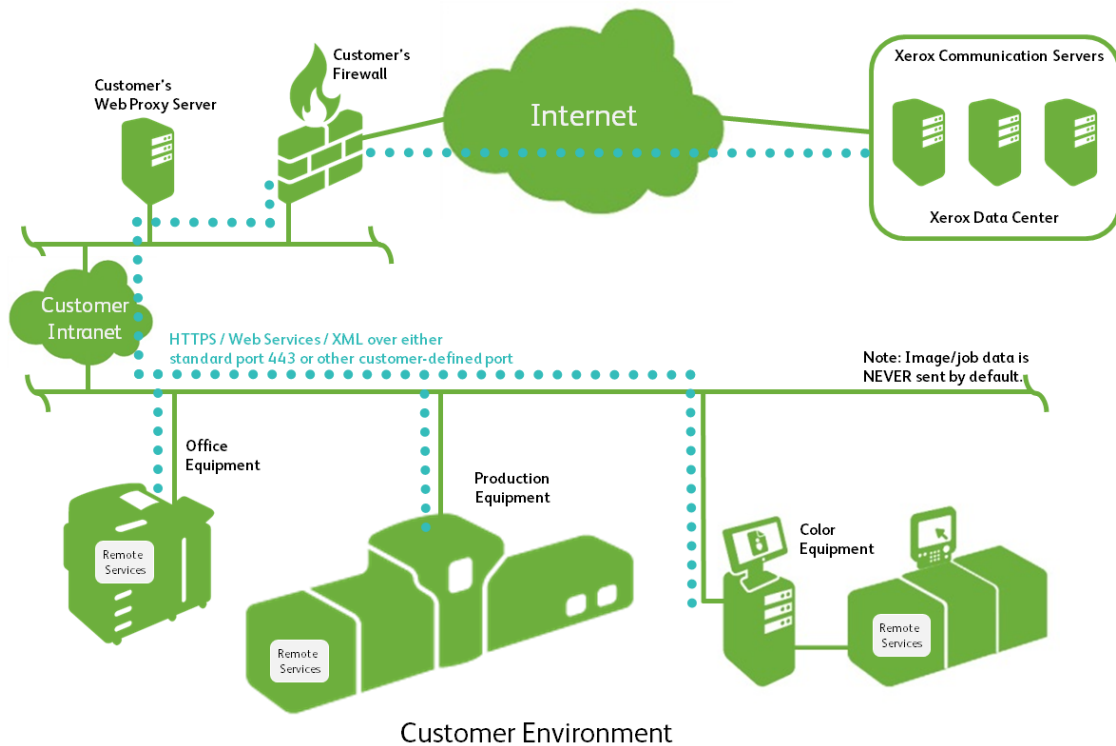 Customer's
Firewall
Customer's
Web Proxy Server
Internet
Xerox Communication Servers
Xerox Data Center
Customer
Intranet
HTTPS / Web Services / XML over either
standard port 443 or other customer-defined port
Note: Image/job data is
NEVER sent by default.
Office
Equipment
Production
Equipment
Color
Equipment
Remote
Services
Remote
Services
Remote
Services
Customer Environment